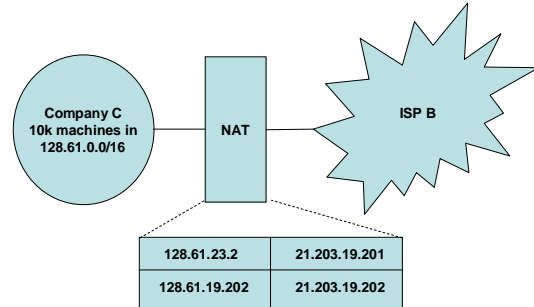 Company C
10k machines in
128.61.0.0/16
NAT
ISP B
128.61.23.2 21.203.19.201
128.61.19.202 21.203.19.202